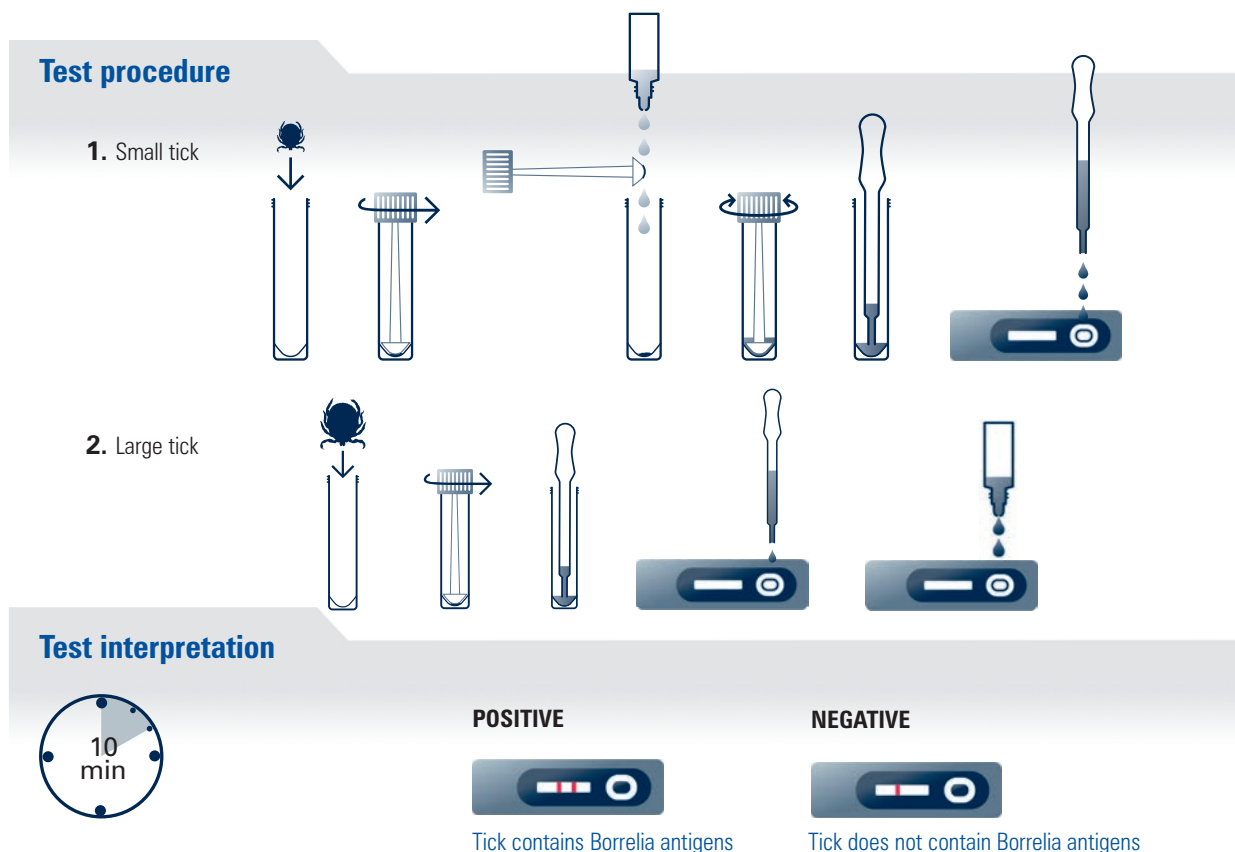 Test procedure
1. Small tick
2. Large tick
Test interpretation
10
min
POSITIVE
NEGATIVE
Tick contains Borrelia antigens
Tick does not contain Borrelia antigens